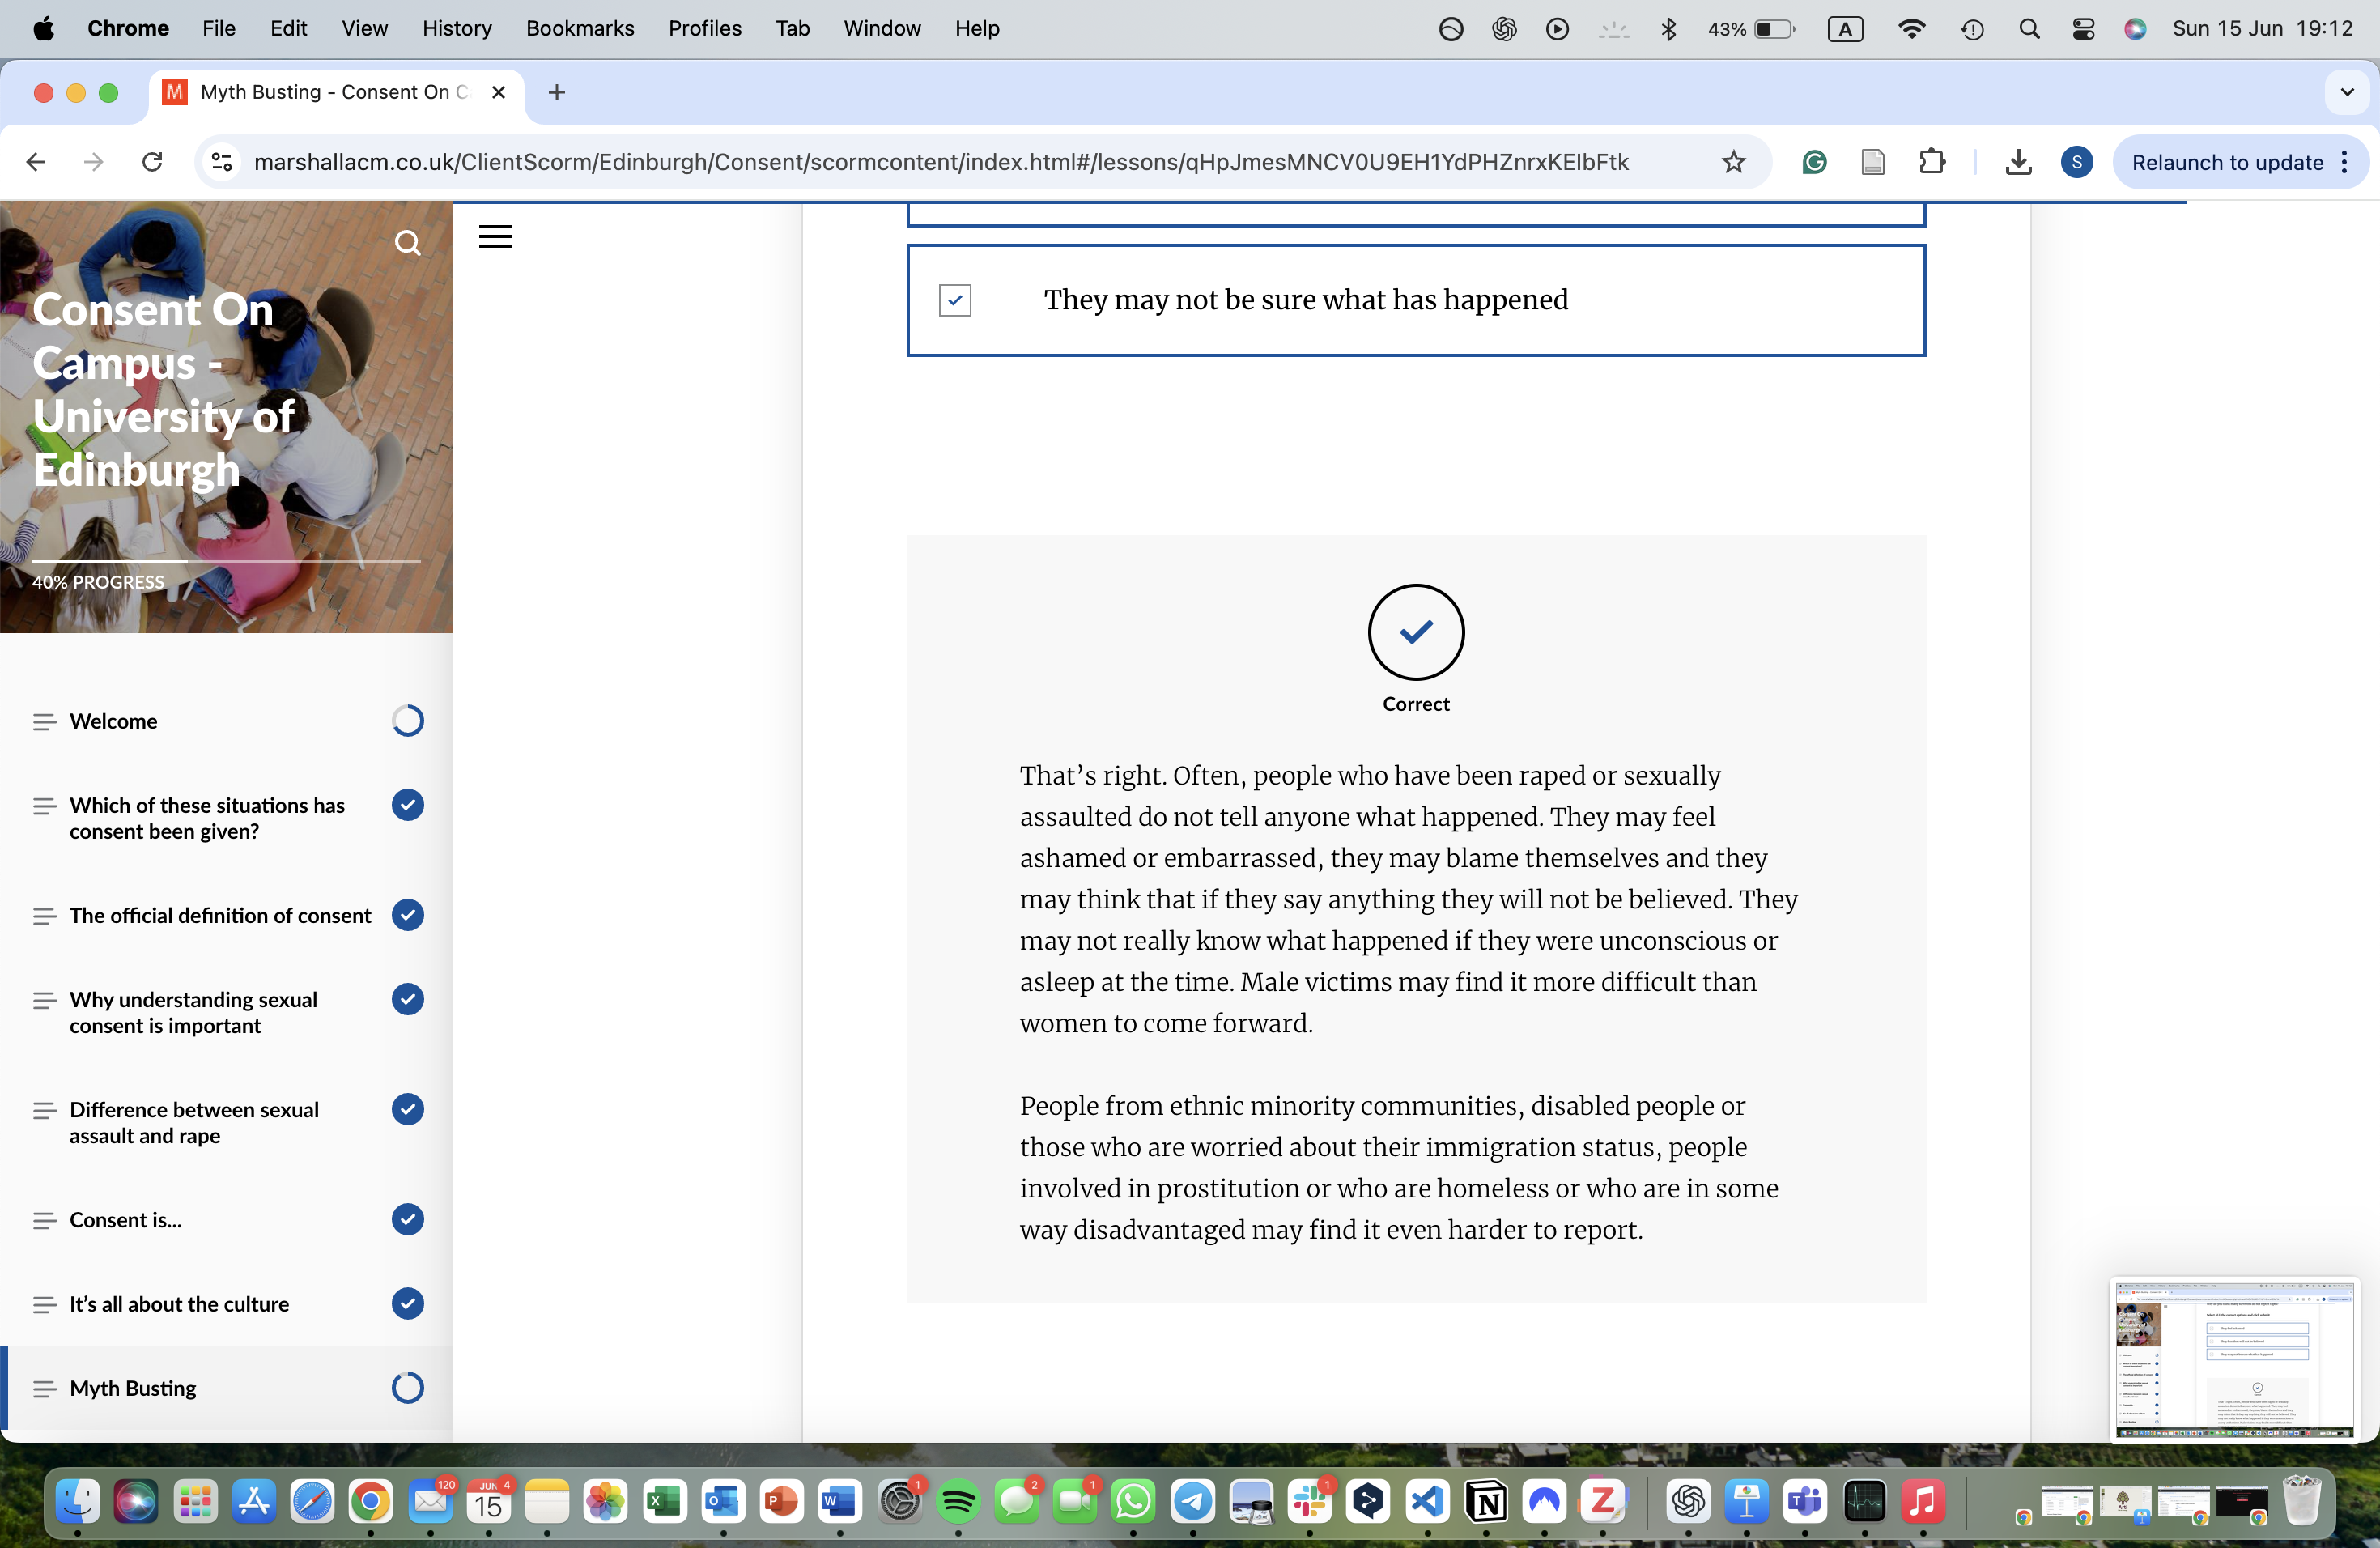 Chrome File Edit View History Bookmarks Profiles Tab Window Help 43% A Sun 15 Jun 19:12
M Myth Busting - Consent On C
marshallacm.co.uk/ClientScorm/Edinburgh/Consent/scormcontent/index.html#/lessons/qHpJmesMNCV0U9EH1YdPHZnrxKEIbFtk S Relaunch to update
Consent On
Campus -
University of
Edinburgh
40% PROGRESS
Welcome
Which of these situations has
consent been given?
The official definition of consent
Why understanding sexual
consent is important
Difference between sexual
assault and rape
Consent is...
It’s all about the culture
Myth Busting
They may not be sure what has happened
Correct
That’s right. Often, people who have been raped or sexually
assaulted do not tell anyone what happened. They may feel
ashamed or embarrassed, they may blame themselves and they
may think that if they say anything they will not be believed. They
may not really know what happened if they were unconscious or
asleep at the time. Male victims may find it more difficult than
women to come forward.
People from ethnic minority communities, disabled people or
those who are worried about their immigration status, people
involved in prostitution or who are homeless or who are in some
way disadvantaged may find it even harder to report.
120 JUN 4 15 1 2 1 1